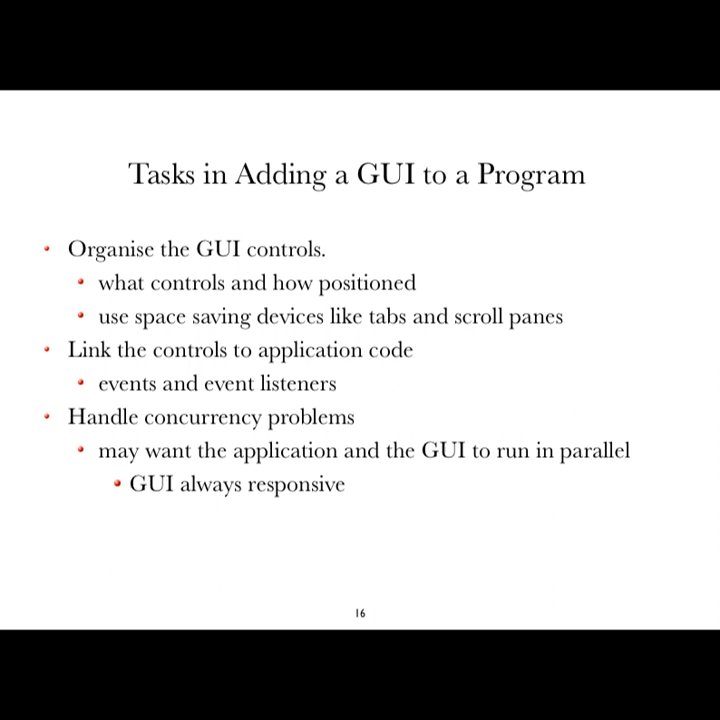 Tasks in Adding a GUI to a Program
• Organise the GUI controls.
• what controls and how positioned
• use space saving devices like tabs and scroll panes
• Link the controls to application code
• events and event listeners
• Handle concurrency problems
• may want the application and the GUI to run in parallel
• GUI always responsive
16